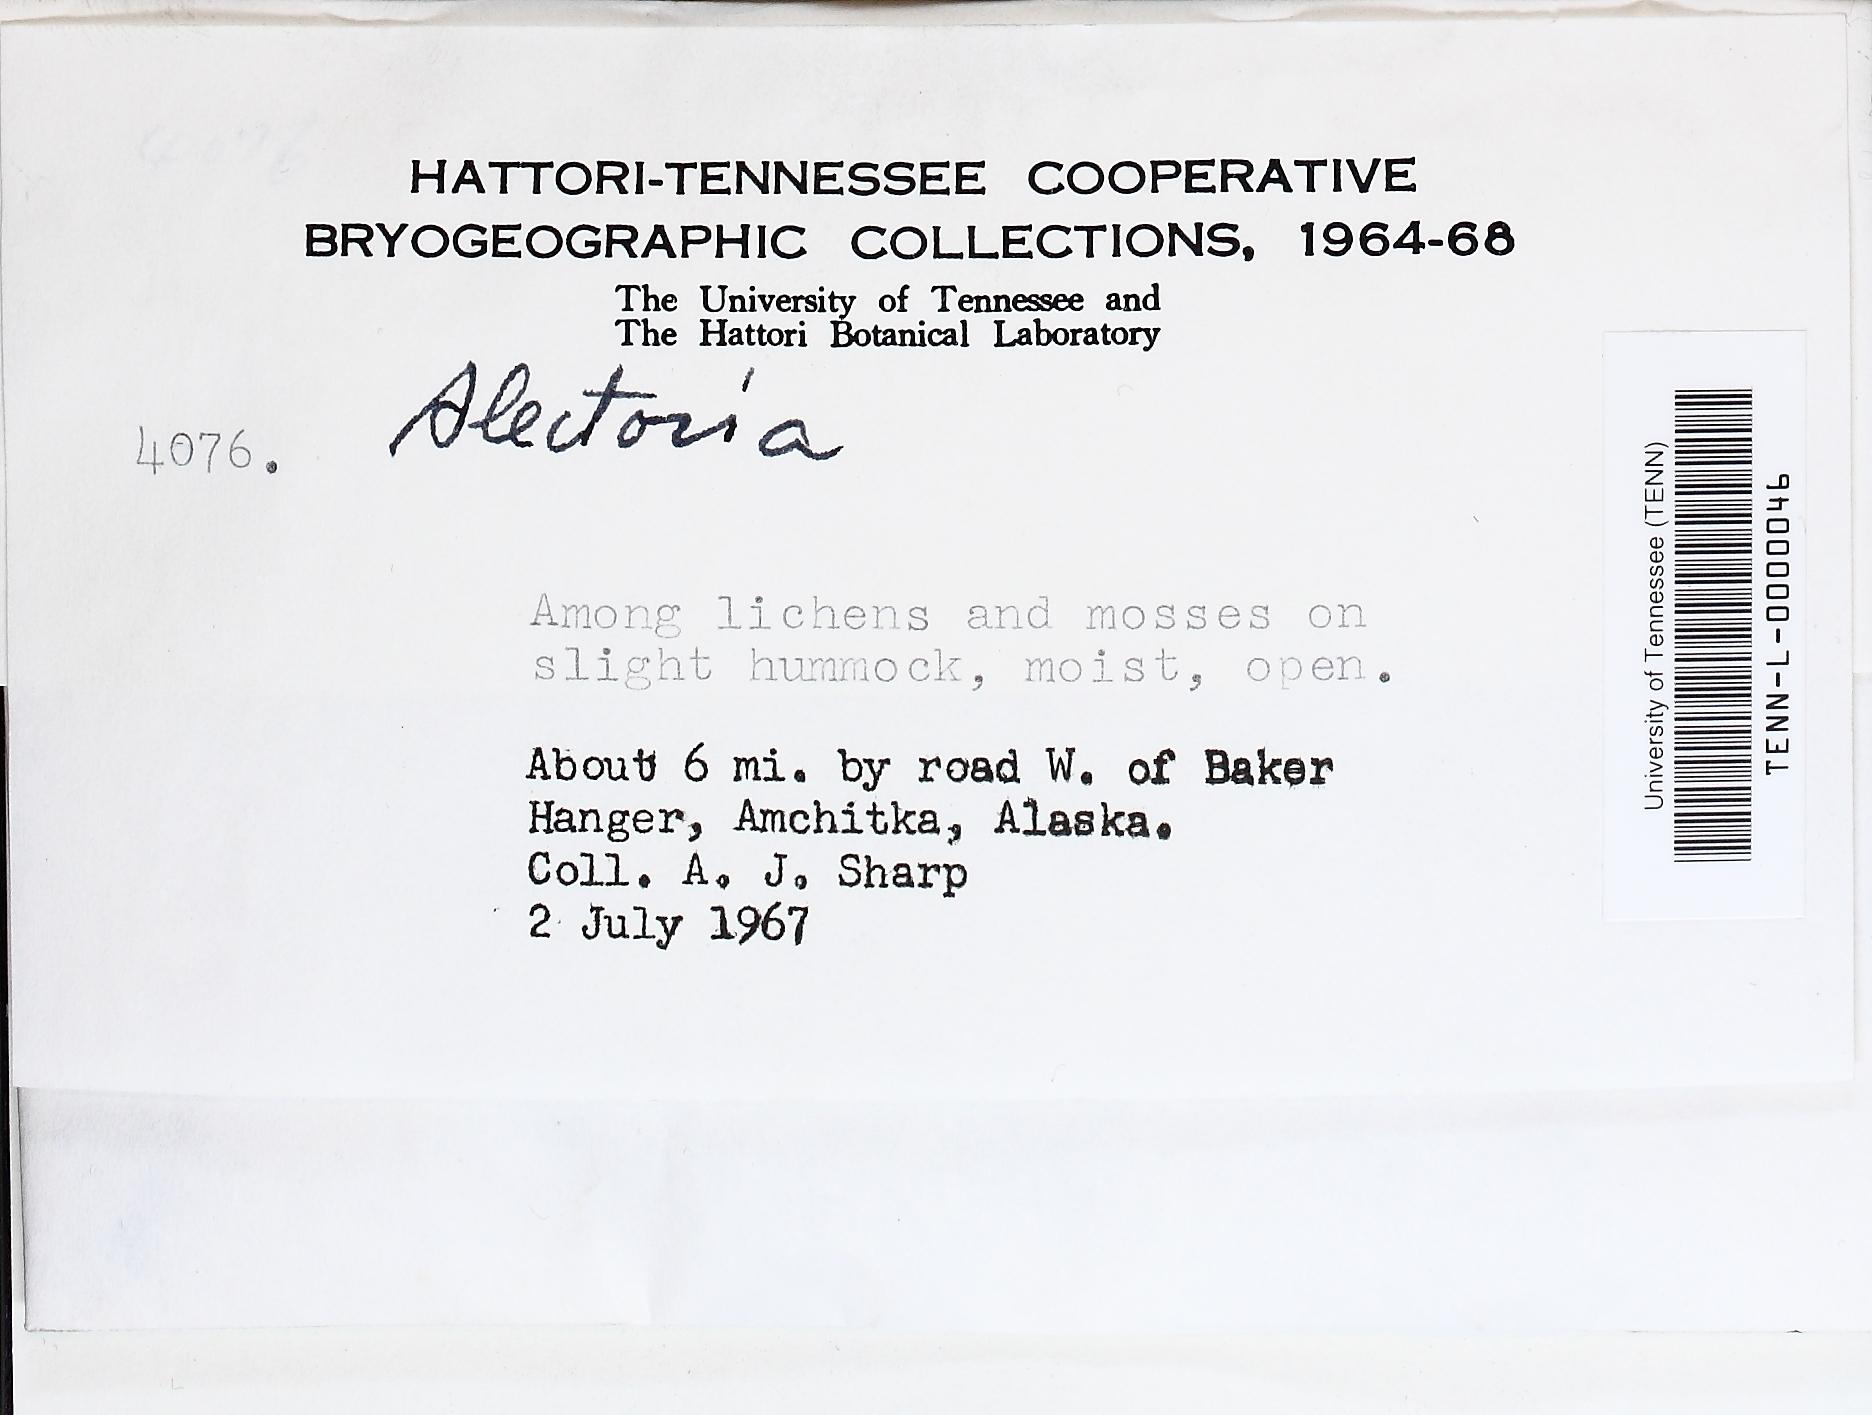 HATTORI-TENNESSEE COOPERATIVE
BRYOGEOGRAPHIC COLLECTIONS, 1964-68
The University of Tennessee and
The Hattori Botanical Laboratory
4076. Alectoria
Among lichens and mosses on
slight hummock, moist, open.
About 6 mi. by road W. of Baker
Hanger, Amchitka, Alaska.
Coll. A. J. Sharp
2 July 1967
University of Tennessee (TENN)
TENN-L-0000046